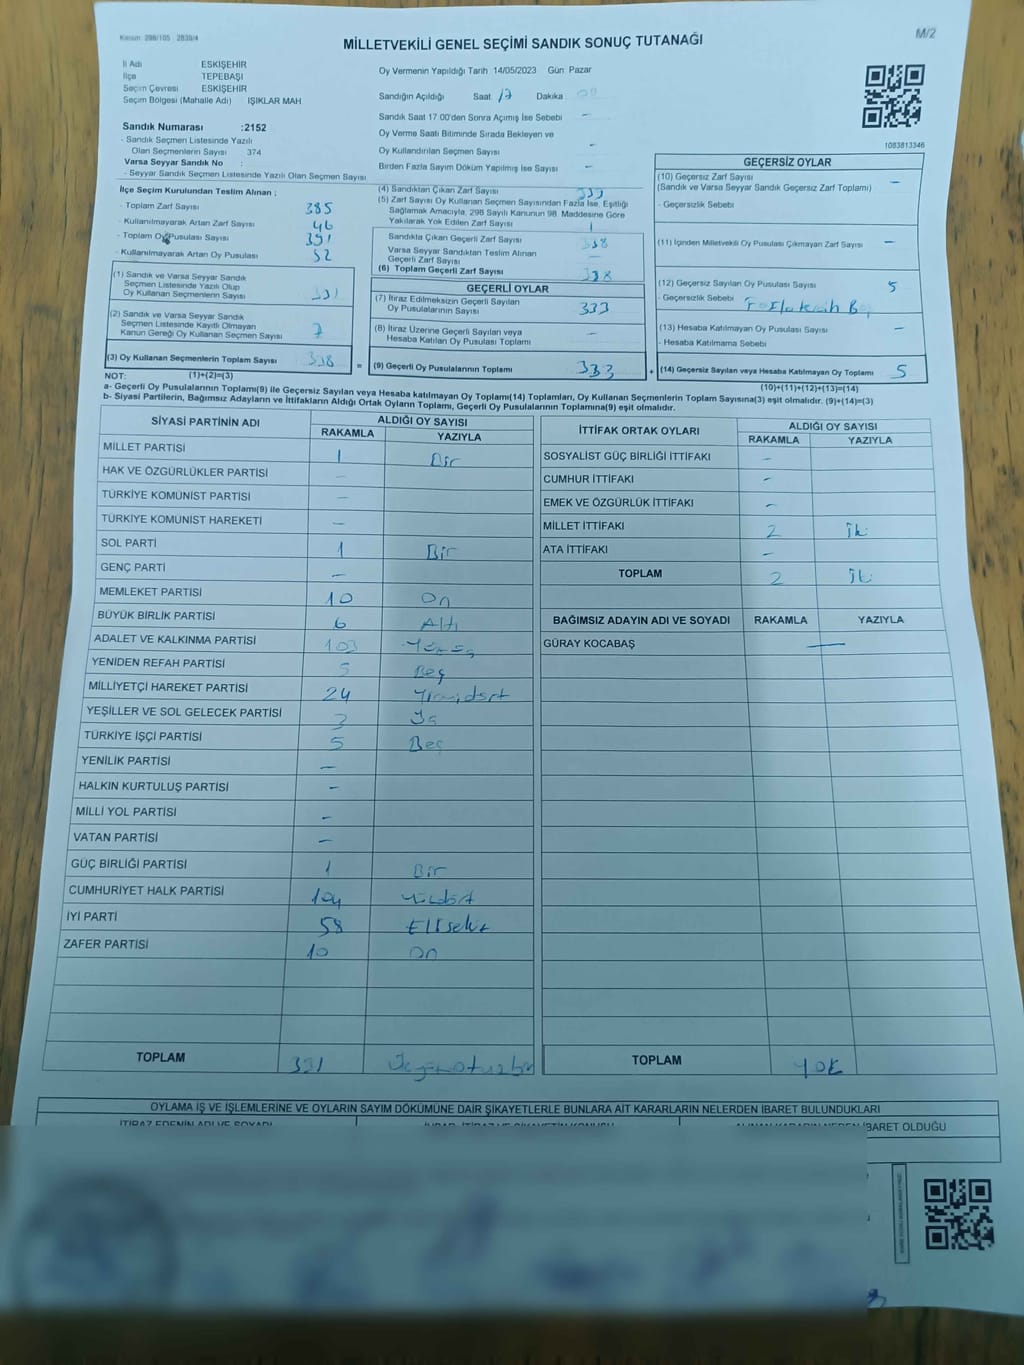 Kanun: 298/105 : 2839/4
M/2
MİLLETVEKİLİ GENEL SEÇİMİ SANDIK SONUÇ TUTANAĞI
İl Adı ESKİŞEHİR
İlçe TEPEBAŞI
Seçim Çevresi ESKİŞEHİR
Seçim Bölgesi (Mahalle Adı) IŞIKLAR MAH.
Sandık Numarası :2152
- Sandık Seçmen Listesinde Yazılı
Olan Seçmenlerin Sayısı 374
Varsa Seyyar Sandık No :
- Seyyar Sandık Seçmen Listesinde Yazılı Olan Seçmen Sayısı
Oy Vermenin Yapıldığı Tarih 14/05/2023 Gün Pazar
Sandığın Açıldığı Saat 17 Dakika
Sandık Saat 17.00'den Sonra Açılmış İse Sebebi -
Oy Verme Saati Bitiminde Sırada Bekleyen ve
Oy Kullandırılan Seçmen Sayısı -
Birden Fazla Sayım Döküm Yapılmış İse Sayısı -
1083813346
İlçe Seçim Kurulundan Teslim Alınan ;
- Toplam Zarf Sayısı 385
- Kullanılmayarak Artan Zarf Sayısı 46
- Toplam Oy Pusulası Sayısı 391
- Kullanılmayarak Artan Oy Pusulası 52
(1) Sandık ve Varsa Seyyar Sandık
Seçmen Listesinde Yazılı Olup
Oy Kullanan Seçmenlerin Sayısı 331
(2) Sandık ve Varsa Seyyar Sandık
Seçmen Listesinde Kayıtlı Olmayan
Kanun Gereği Oy Kullanan Seçmen Sayısı 7
(3) Oy Kullanan Seçmenlerin Toplam Sayısı 338
(4) Sandıktan Çıkan Zarf Sayısı 339
(5) Zarf Sayısı Oy Kullanan Seçmen Sayısından Fazla İse, Eşitliği
Sağlamak Amacıyla, 298 Sayılı Kanunun 98. Maddesine Göre
Yakılarak Yok Edilen Zarf Sayısı 1
Sandıkta Çıkan Geçerli Zarf Sayısı 338
Varsa Seyyar Sandıktan Teslim Alınan
Geçerli Zarf Sayısı -
(6) Toplam Geçerli Zarf Sayısı 338
GEÇERLİ OYLAR
(7) İtiraz Edilmeksizin Geçerli Sayılan
Oy Pusulalarının Sayısı 333
(8) İtiraz Üzerine Geçerli Sayılan veya
Hesaba Katılan Oy Pusulaları Toplamı -
= (9) Geçerli Oy Pusulalarının Toplamı 333
GEÇERSİZ OYLAR
(10) Geçersiz Zarf Sayısı -
(Sandık ve Varsa Seyyar Sandık Geçersiz Zarf Toplamı)
- Geçersizlik Sebebi
(11) İçinden Milletvekili Oy Pusulası Çıkmayan Zarf Sayısı -
(12) Geçersiz Sayılan Oy Pusulası Sayısı 5
- Geçersizlik Sebebi
(13) Hesaba Katılmayan Oy Pusulası Sayısı -
- Hesaba Katılmama Sebebi
+ (14) Geçersiz Sayılan veya Hesaba Katılmayan Oy Toplamı 5
NOT: (1)+(2)=(3)
(10)+(11)+(12)+(13)=(14)
a- Geçerli Oy Pusulalarının Toplamı(9) ile Geçersiz Sayılan veya Hesaba katılmayan Oy Toplamı(14) Toplamları, Oy Kullanan Seçmenlerin Toplam Sayısına(3) eşit olmalıdır. (9)+(14)=(3)
b- Siyasi Partilerin, Bağımsız Adayların ve İttifakların Aldığı Ortak Oyların Toplamı, Geçerli Oy Pusulalarının Toplamına(9) eşit olmalıdır.
SİYASİ PARTİNİN ADI ALDIĞI OY SAYISI
RAKAMLA YAZIYLA
MİLLET PARTİSİ 1 Bir
HAK VE ÖZGÜRLÜKLER PARTİSİ -
TÜRKİYE KOMÜNİST PARTİSİ -
TÜRKİYE KOMÜNİST HAREKETİ -
SOL PARTİ 1 Bir
GENÇ PARTİ -
MEMLEKET PARTİSİ 10 On
BÜYÜK BİRLİK PARTİSİ 6 Altı
ADALET VE KALKINMA PARTİSİ 103 Yüzüç
YENİDEN REFAH PARTİSİ 5 Beş
MİLLİYETÇİ HAREKET PARTİSİ 24 Yirmidört
YEŞİLLER VE SOL GELECEK PARTİSİ 3 Üç
TÜRKİYE İŞÇİ PARTİSİ 5 Beş
YENİLİK PARTİSİ -
HALKIN KURTULUŞ PARTİSİ -
MİLLİ YOL PARTİSİ -
VATAN PARTİSİ -
GÜÇ BİRLİĞİ PARTİSİ 1 Bir
CUMHURİYET HALK PARTİSİ 104 Yüzdört
İYİ PARTİ 58 Ellisekiz
ZAFER PARTİSİ 10 On
TOPLAM 331 Üçyüzotuzbir
İTTİFAK ORTAK OYLARI ALDIĞI OY SAYISI
RAKAMLA YAZIYLA
SOSYALİST GÜÇ BİRLİĞİ İTTİFAKI -
CUMHUR İTTİFAKI -
EMEK VE ÖZGÜRLÜK İTTİFAKI -
MİLLET İTTİFAKI 2 İki
ATA İTTİFAKI -
TOPLAM 2 İki
BAĞIMSIZ ADAYIN ADI VE SOYADI RAKAMLA YAZIYLA
GÜRAY KOCABAŞ -
TOPLAM YOK
OYLAMA İŞ VE İŞLEMLERİNE VE OYLARIN SAYIM DÖKÜMÜNE DAİR ŞİKAYETLERLE BUNLARA AİT KARARLARIN NELERDEN İBARET BULUNDUKLARI
İTİRAZ EDENİN ADI VE SOYADI
İBARET OLDUĞU